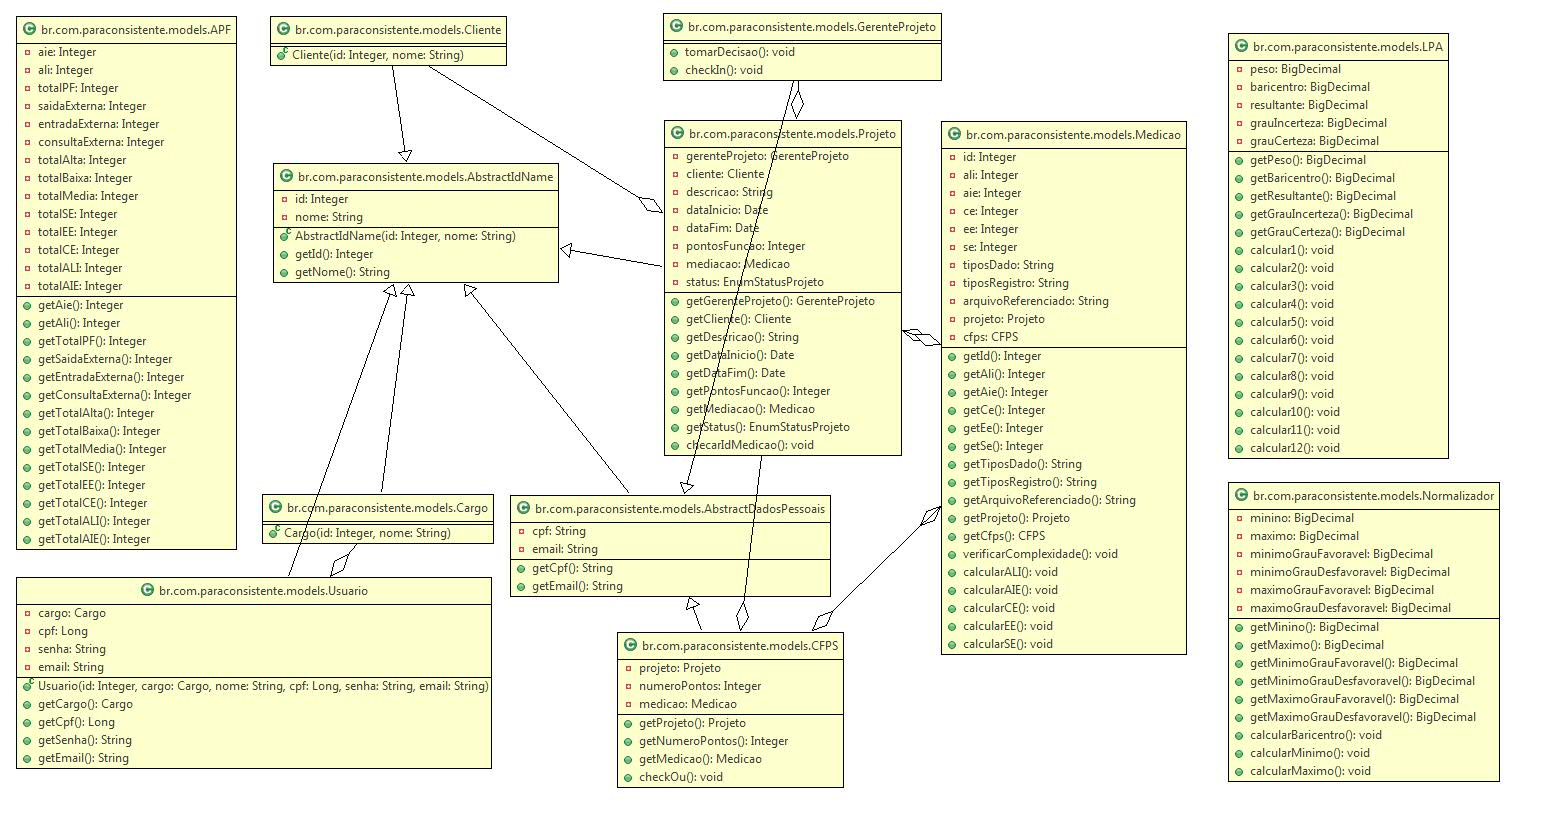 br.com.paraconsistente.models.APF
aie: Integer
ali: Integer
totalPF: Integer
saidaExterna: Integer
entradaExterna: Integer
consultaExterna: Integer
totalAlta: Integer
totalBaixa: Integer
totalMedia: Integer
totalSE: Integer
totalEE: Integer
totalCE: Integer
totalALI: Integer
totalAIE: Integer
getAie(): Integer
getAli(): Integer
getTotalPF(): Integer
getSaidaExterna(): Integer
getEntradaExterna(): Integer
getConsultaExterna(): Integer
getTotalAlta(): Integer
getTotalBaixa(): Integer
getTotalMedia(): Integer
getTotalSE(): Integer
getTotalEE(): Integer
getTotalCE(): Integer
getTotalALI(): Integer
getTotalAIE(): Integer
br.com.paraconsistente.models.Cliente
Cliente(id: Integer, nome: String)
br.com.paraconsistente.models.GerenteProjeto
tomarDecisao(): void
checkIn(): void
br.com.paraconsistente.models.AbstractIdName
id: Integer
nome: String
AbstractIdName(id: Integer, nome: String)
getId(): Integer
getNome(): String
br.com.paraconsistente.models.Projeto
gerenteProjeto: GerenteProjeto
cliente: Cliente
descricao: String
dataInicio: Date
dataFim: Date
pontosFuncao: Integer
mediacao: Medicao
status: EnumStatusProjeto
getGerenteProjeto(): GerenteProjeto
getCliente(): Cliente
getDescricao(): String
getDataInicio(): Date
getDataFim(): Date
getPontosFuncao(): Integer
getMediacao(): Medicao
getStatus(): EnumStatusProjeto
checarIdMedicao(): void
br.com.paraconsistente.models.Medicao
id: Integer
ali: Integer
aie: Integer
ce: Integer
ee: Integer
se: Integer
tiposDado: String
tiposRegistro: String
arquivoReferenciado: String
projeto: Projeto
cfps: CFPS
getId(): Integer
getAli(): Integer
getAie(): Integer
getCe(): Integer
getEe(): Integer
getSe(): Integer
getTiposDado(): String
getTiposRegistro(): String
getArquivoReferenciado(): String
getProjeto(): Projeto
getCfps(): CFPS
verificarComplexidade(): void
calcularALI(): void
calcularAIE(): void
calcularCE(): void
calcularEE(): void
calcularSE(): void
br.com.paraconsistente.models.LPA
peso: BigDecimal
baricentro: BigDecimal
resultante: BigDecimal
grauIncerteza: BigDecimal
grauCerteza: BigDecimal
getPeso(): BigDecimal
getBaricentro(): BigDecimal
getResultante(): BigDecimal
getGrauIncerteza(): BigDecimal
getGrauCerteza(): BigDecimal
calcular1(): void
calcular2(): void
calcular3(): void
calcular4(): void
calcular5(): void
calcular6(): void
calcular7(): void
calcular8(): void
calcular9(): void
calcular10(): void
calcular11(): void
calcular12(): void
br.com.paraconsistente.models.Cargo
Cargo(id: Integer, nome: String)
br.com.paraconsistente.models.AbstractDadosPessoais
cpf: String
email: String
getCpf(): String
getEmail(): String
br.com.paraconsistente.models.Usuario
cargo: Cargo
cpf: Long
senha: String
email: String
Usuario(id: Integer, cargo: Cargo, nome: String, cpf: Long, senha: String, email: String)
getCargo(): Cargo
getCpf(): Long
getSenha(): String
getEmail(): String
br.com.paraconsistente.models.CFPS
projeto: Projeto
numeroPontos: Integer
medicao: Medicao
getProjeto(): Projeto
getNumeroPontos(): Integer
getMedicao(): Medicao
checkOu(): void
br.com.paraconsistente.models.Normalizador
minino: BigDecimal
maximo: BigDecimal
minimoGrauFavoravel: BigDecimal
minimoGrauDesfavoravel: BigDecimal
maximoGrauFavoravel: BigDecimal
maximoGrauDesfavoravel: BigDecimal
getMinino(): BigDecimal
getMaximo(): BigDecimal
getMinimoGrauFavoravel(): BigDecimal
getMinimoGrauDesfavoravel(): BigDecimal
getMaximoGrauFavoravel(): BigDecimal
getMaximoGrauDesfavoravel(): BigDecimal
calcularBaricentro(): void
calcularMinimo(): void
calcularMaximo(): void